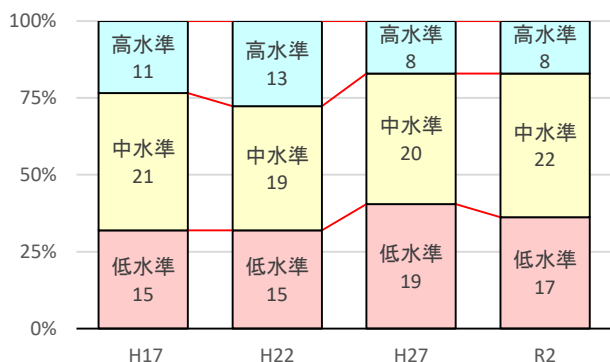 100%
75%
50%
25%
0%
高水準
11
中水準
21
低水準
15
高水準
13
中水準
19
低水準
15
高水準
8
中水準
20
低水準
19
高水準
8
中水準
22
低水準
17
H17 H22 H27 R2